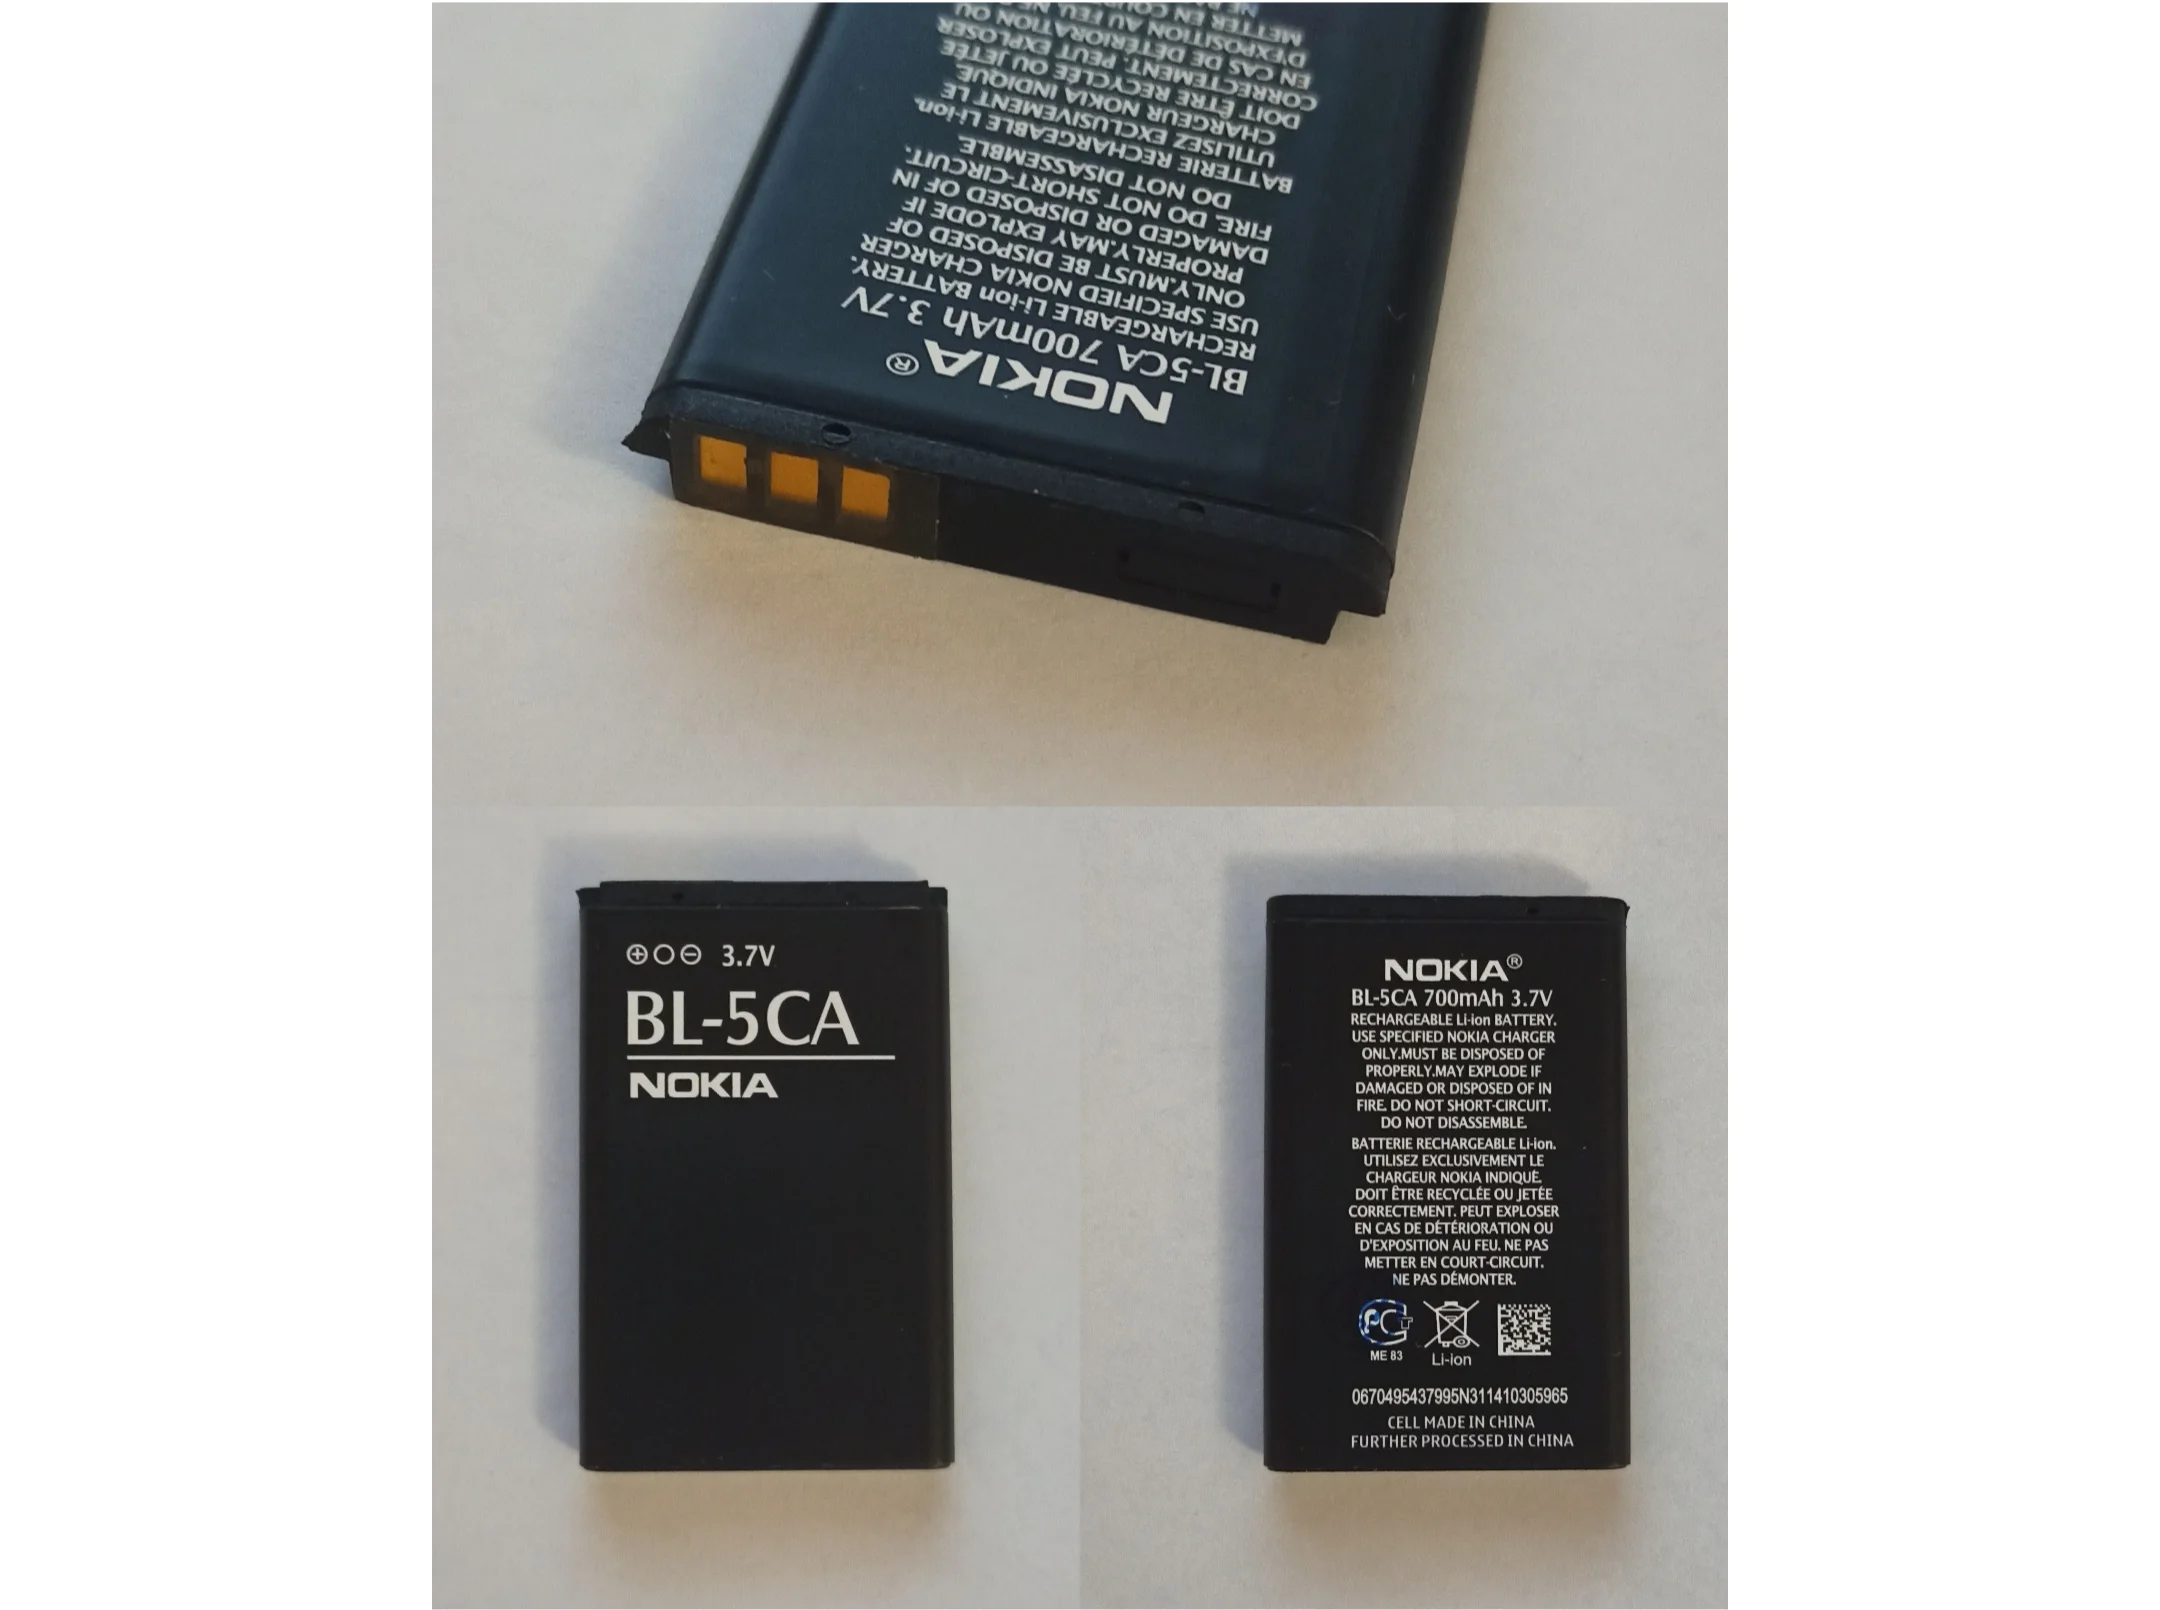 NOKIA®
BL-5CA 700mAh 3.7V
RECHARGEABLE Li-ion BATTERY.
USE SPECIFIED NOKIA CHARGER
ONLY.MUST BE DISPOSED OF
PROPERLY.MAY EXPLODE IF
DAMAGED OR DISPOSED OF IN
FIRE. DO NOT SHORT-CIRCUIT.
DO NOT DISASSEMBLE.
BATTERIE RECHARGEABLE Li-ion.
UTILISEZ EXCLUSIVEMENT LE
CHARGEUR NOKIA INDIQUÉ.
DOIT ÊTRE RECYCLÉE OU JETÉE
CORRECTEMENT. PEUT EXPLOSER
EN CAS DE DÉTÉRIORATION OU
D'EXPOSITION AU FEU. NE
METTER EN COURT
NE
3.7V
BL-5CA
NOKIA
NOKIA®
BL-5CA 700mAh 3.7V
RECHARGEABLE Li-ion BATTERY.
USE SPECIFIED NOKIA CHARGER
ONLY.MUST BE DISPOSED OF
PROPERLY.MAY EXPLODE IF
DAMAGED OR DISPOSED OF IN
FIRE. DO NOT SHORT-CIRCUIT.
DO NOT DISASSEMBLE.
BATTERIE RECHARGEABLE Li-ion.
UTILISEZ EXCLUSIVEMENT LE
CHARGEUR NOKIA INDIQUÉ.
DOIT ÊTRE RECYCLÉE OU JETÉE
CORRECTEMENT. PEUT EXPLOSER
EN CAS DE DÉTÉRIORATION OU
D'EXPOSITION AU FEU. NE PAS
METTER EN COURT-CIRCUIT.
NE PAS DÉMONTER.
PCT
ME 83
Li-ion
0670495437995N311410305965
CELL MADE IN CHINA
FURTHER PROCESSED IN CHINA